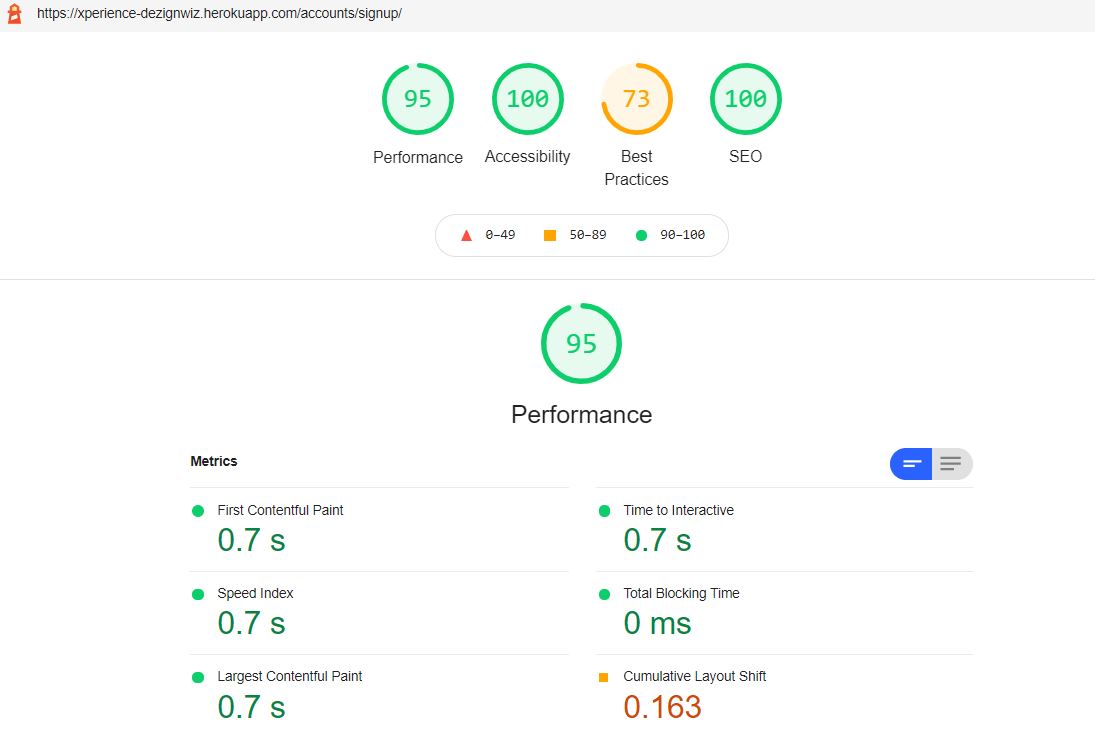 https://xperience-dezignwiz.herokuapp.com/accounts/signup/
95
100
73
100
Performance
Accessibility
Best
Practices
SEO
0–49
50–89
90–100
95
Performance
Metrics
First Contentful Paint
0.7 s
Time to Interactive
0.7 s
Speed Index
0.7 s
Total Blocking Time
0 ms
Largest Contentful Paint
0.7 s
Cumulative Layout Shift
0.163